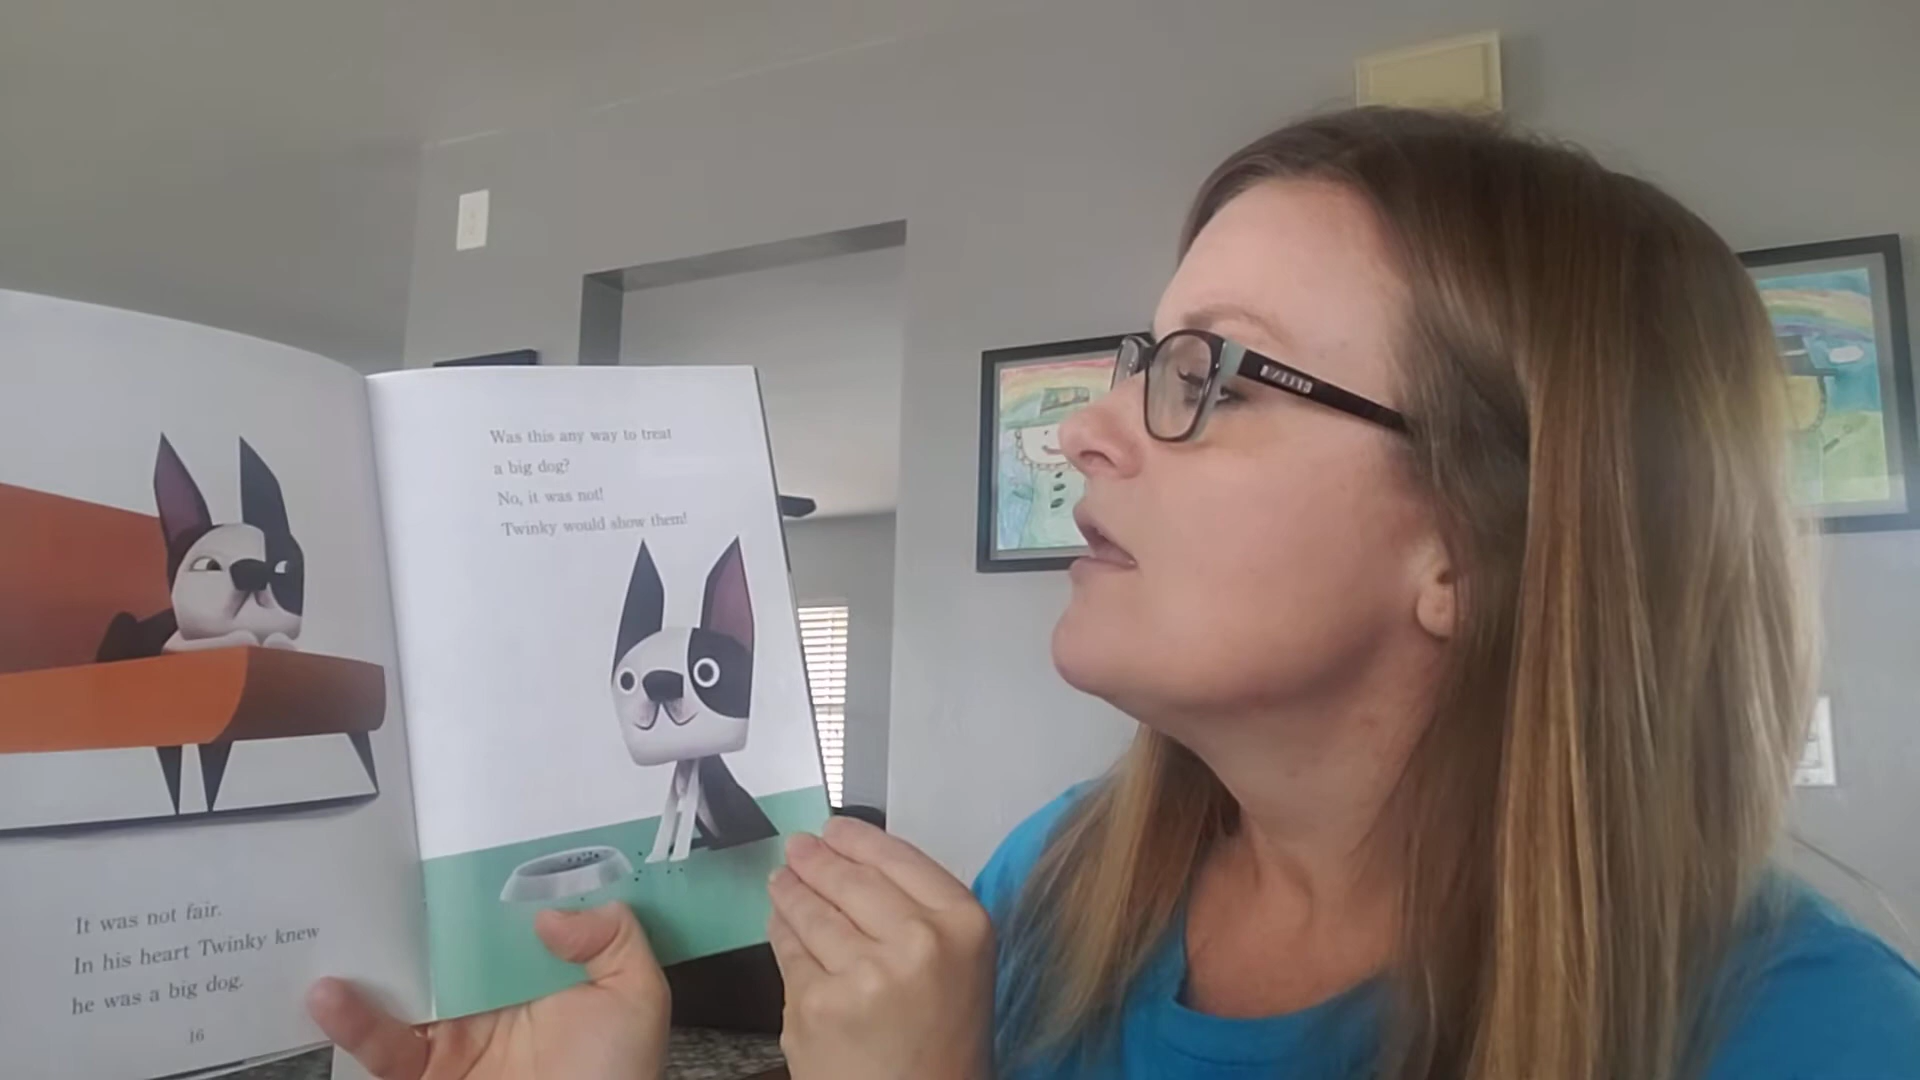 It was not fair.
In his heart Twinky knew
he was a big dog.
16
Was this any way to treat
a big dog?
No, it was not!
Twinky would show them!